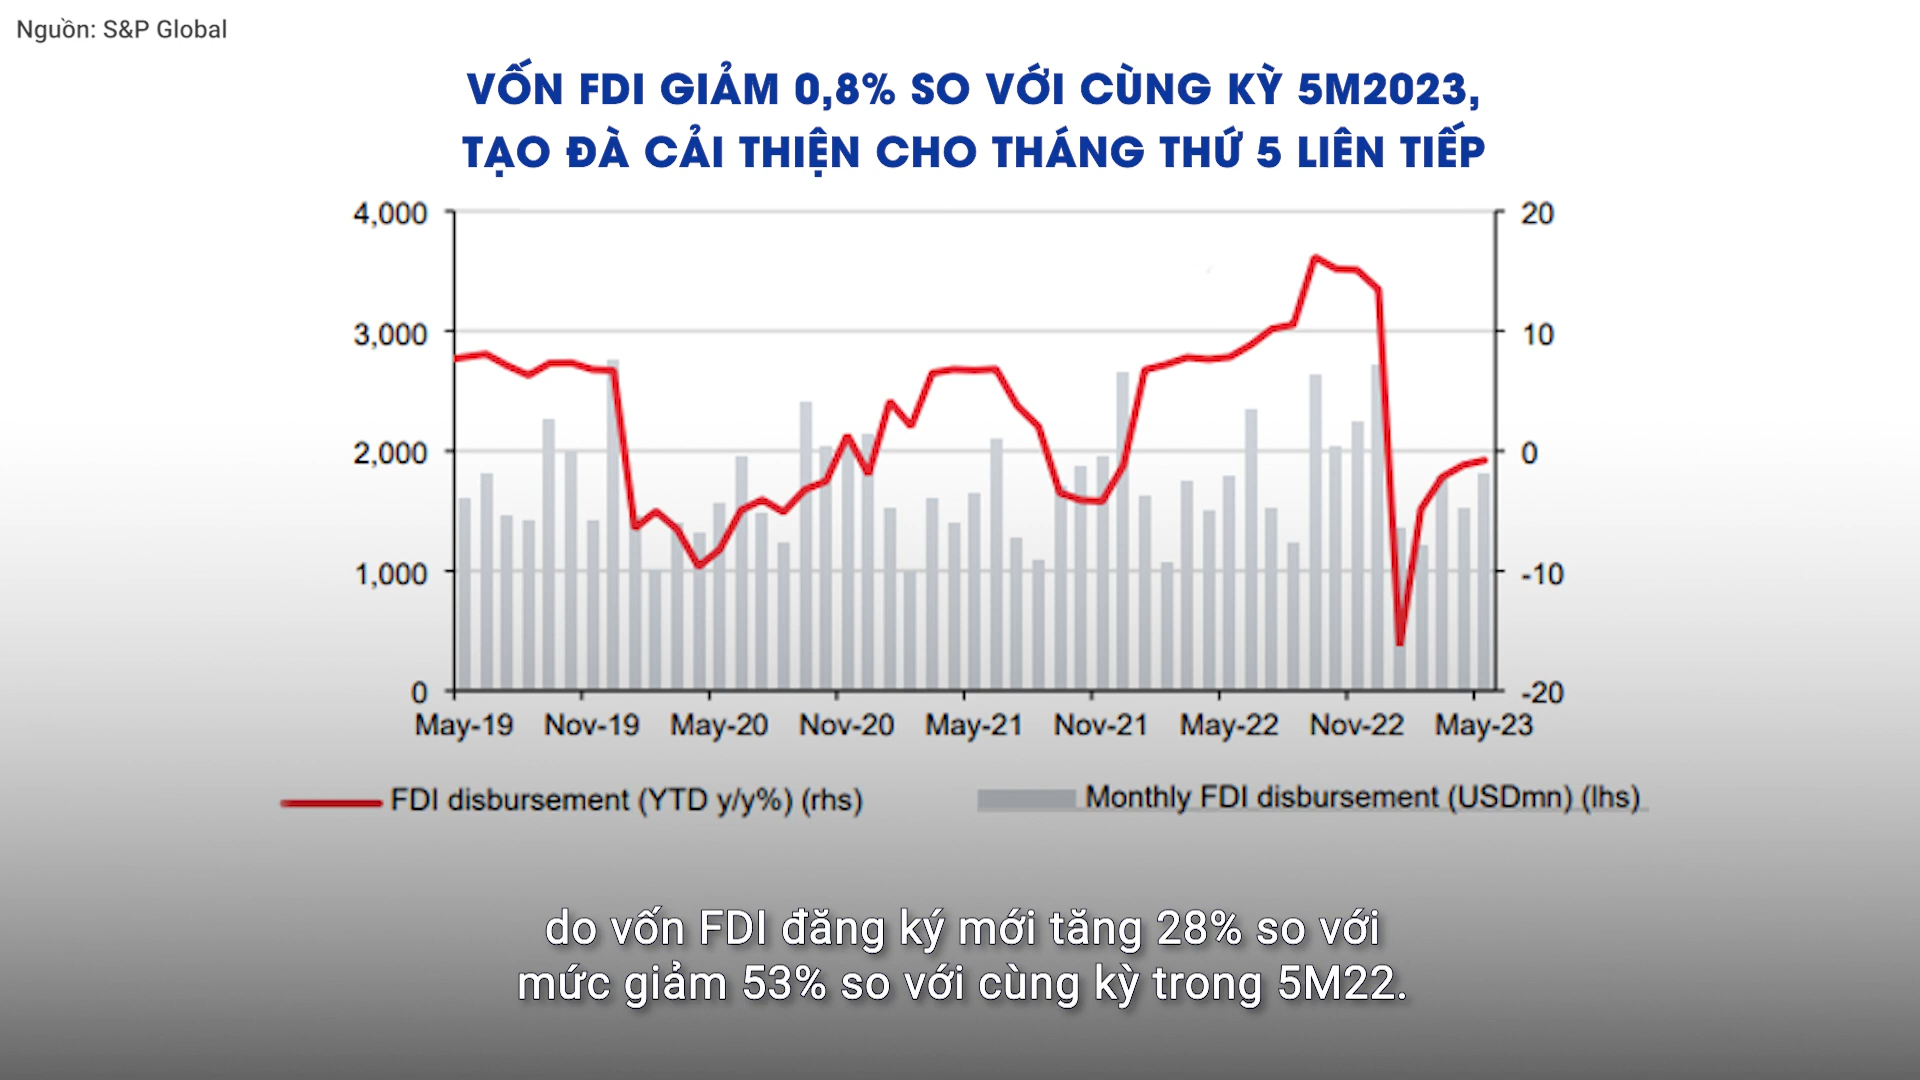 Nguồn: S&P Global
VỐN FDI GIẢM 0,8% SO VỚI CÙNG KỲ 5M2023,
TẠO ĐÀ CẢI THIỆN CHO THÁNG THỨ 5 LIÊN TIẾP
4,000
3,000
2,000
1,000
0
20
10
0
-10
-20
May-19 Nov-19 May-20 Nov-20 May-21 Nov-21 May-22 Nov-22 May-23
FDI disbursement (YTD y/y%) (rhs) Monthly FDI disbursement (USDmn) (lhs)
do vốn FDI đăng ký mới tăng 28% so với
mức giảm 53% so với cùng kỳ trong 5M22.